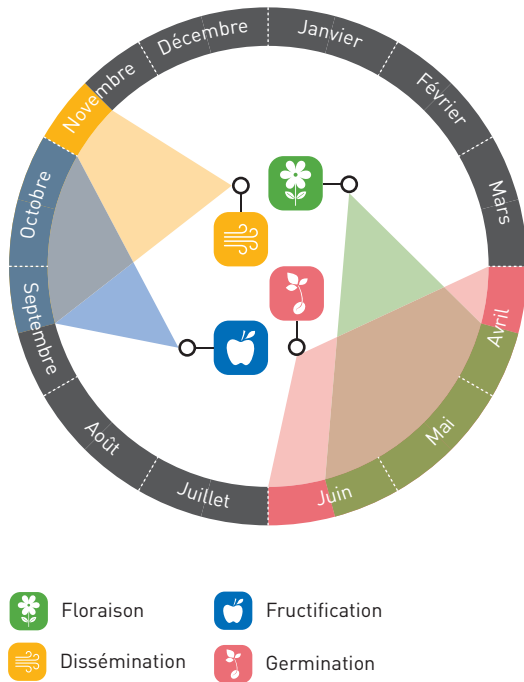 Janvier
Février
Mars
Avril
Mai
Juin
Juillet
Août
Septembre
Octobre
Novembre
Décembre
Floraison
Fructification
Dissémination
Germination